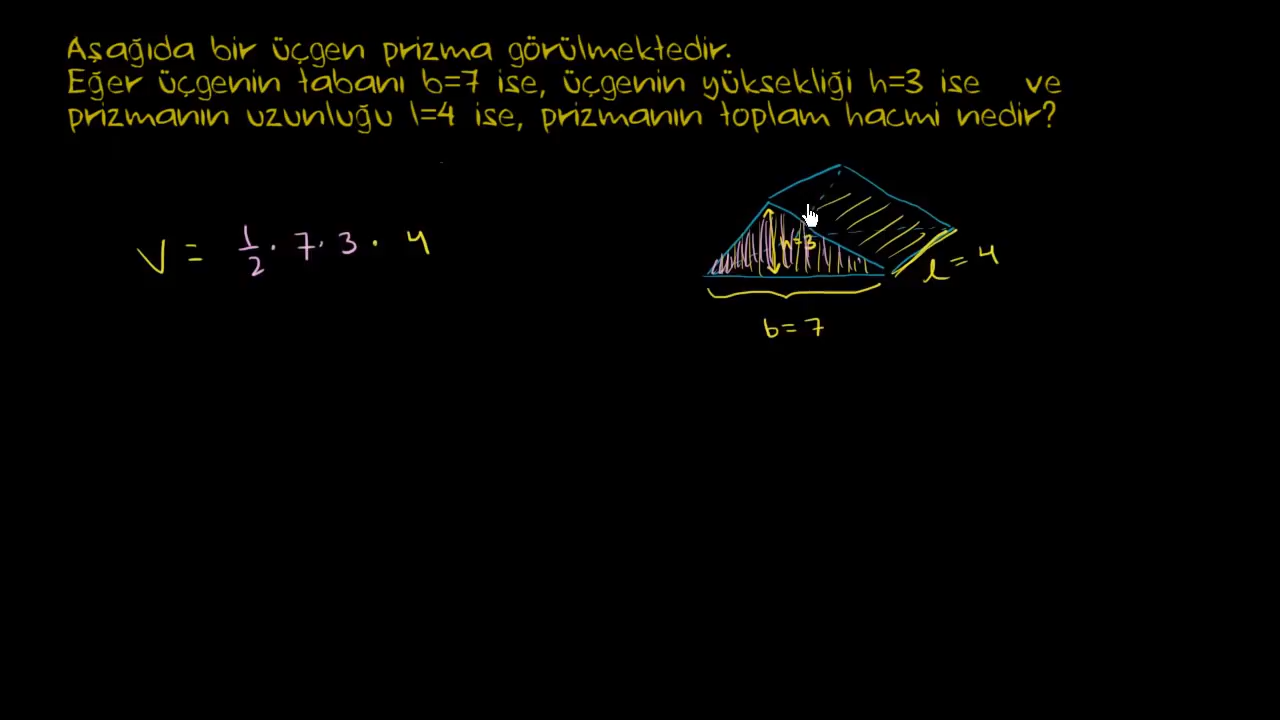 Aşağıda bir üçgen prizma görülmektedir.
Eğer üçgenin tabanı b=7 ise, üçgenin yüksekliği h=3 ise ve
prizmanın uzunluğu l=4 ise, prizmanın toplam hacmi nedir?
V = 1/2 · 7 · 3 · 4
h=3
l = 4
b = 7